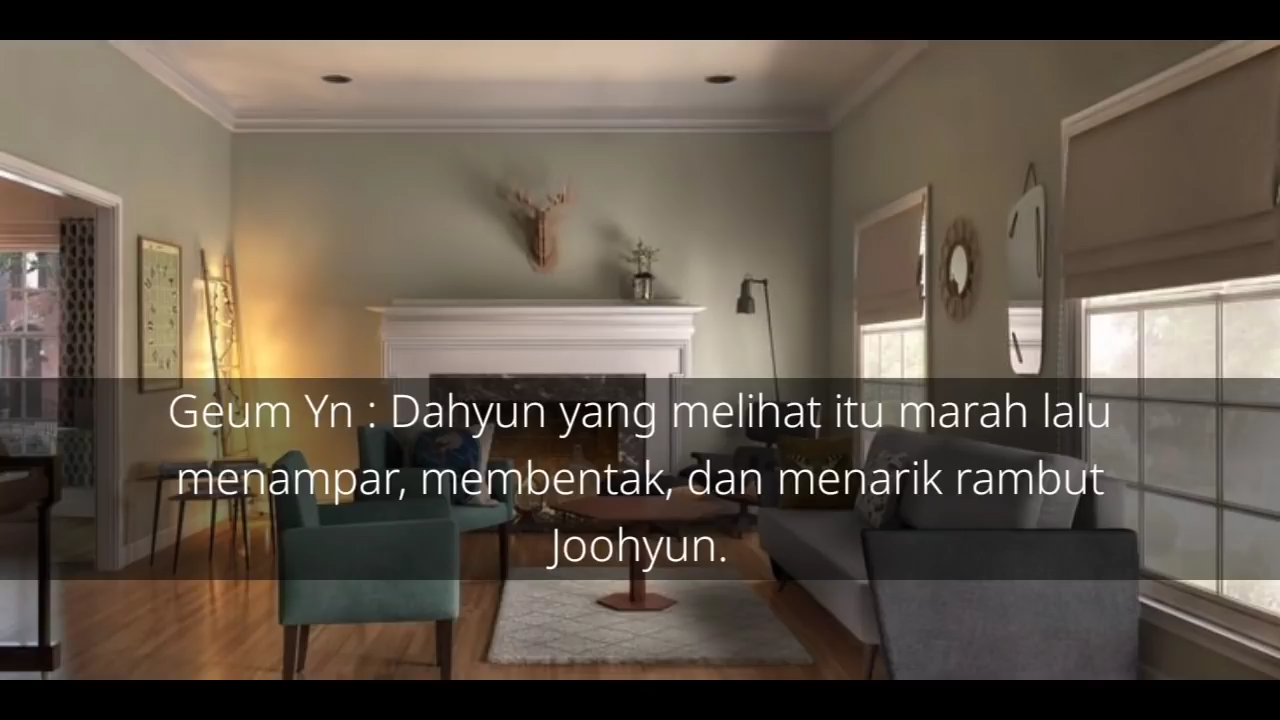 Geum Yn : Dahyun yang melihat itu marah lalu
menampar, membentak, dan menarik rambut
Joohyun.